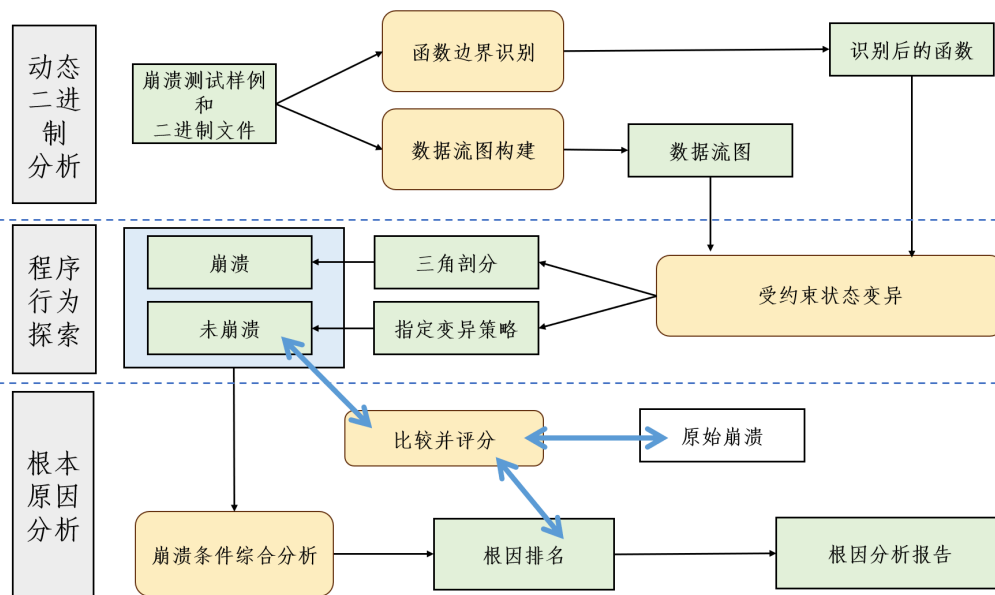 动态
二进
制
分析
崩溃测试样例
和
二进制文件
函数边界识别
识别后的函数
数据流图构建
数据流图
程序
行为
探索
崩溃
三角剖分
受约束状态变异
未崩溃
指定变异策略
根本
原因
分析
比较并评分
原始崩溃
崩溃条件综合分析
根因排名
根因分析报告